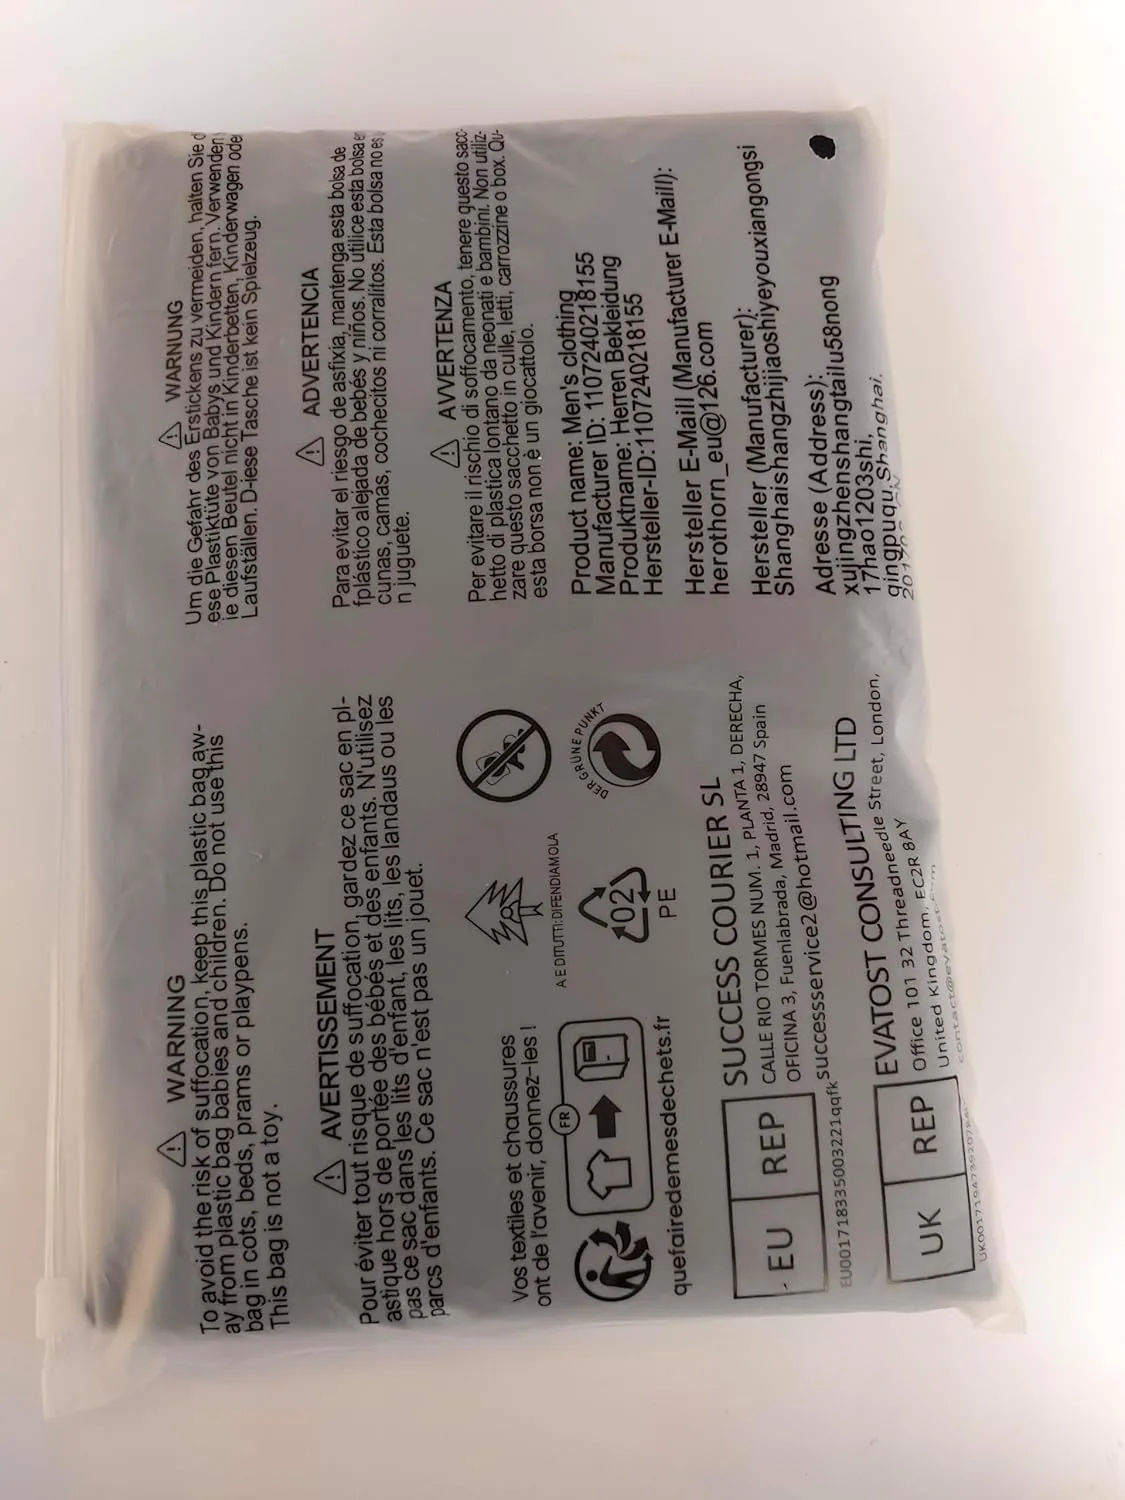 WARNING
To avoid the risk of suffocation, keep this plastic bag aw-
ay from plastic bag babies and children. Do not use this
bag in cots, beds, prams or playpens.
This bag is not a toy.
AVERTISSEMENT
Pour éviter tout risque de suffocation, gardez ce sac en pl-
astique hors de portée des bébés et des enfants. N'utilisez
pas ce sac dans les lits d'enfant, les lits, les landaus ou les
parcs d'enfants. Ce sac n'est pas un jouet.
Vos textiles et chaussures
ont de l'avenir, donnez-les !
FR
quefairedemesdechets.fr
A E DITUTTI: DIFENDIAMOLA
02
PE
DER GRÜNE PUNKT
EU REP
SUCCESS COURIER SL
CALLE RIO TORMES NUM. 1, PLANTA 1, DERECHA,
OFICINA 3, Fuenlabrada, Madrid, 28947 Spain
successservice2@hotmail.com
EU001718335003221qqfk
UK REP
EVATOST CONSULTING LTD
Office 101 32 Threadneedle Street, London,
United Kingdom, EC2R 8AY
WARNUNG
Um die Gefahr des Erstickens zu vermeiden, halten Sie d
ese Plastiktüte von Babys und Kindern fern. Verwenden
ie diesen Beutel nicht in Kinderbetten, Kinderwagen ode
Laufställen. D-iese Tasche ist kein Spielzeug.
ADVERTENCIA
Para evitar el riesgo de asfixia, mantenga esta bolsa de
fplástico alejada de bebés y niños. No utilice esta bolsa en
cunas, camas, cochecitos ni corralitos. Esta bolsa no es
n juguete.
AVVERTENZA
Per evitare il rischio di soffocamento, tenere questo sacc-
hetto di plastica lontano da neonati e bambini. Non utiliz-
zare questo sacchetto in culle, letti, carrozzine o box. Qu-
esta borsa non è un giocattolo.
Product name: Men's clothing
Manufacturer ID: 110724021 8155
Produktname: Herren Bekleidung
Hersteller-ID:1107240218155
Hersteller E-Maill (Manufacturer E-Maill):
herothorn_eu@126.com
Hersteller (Manufacturer):
Shanghaishangzhijiaoshiyeyouxiangongsi
Adresse (Address):
xujingzhenshangtailu58nong
17hao1203shi,
qingpuqu, Shanghai,